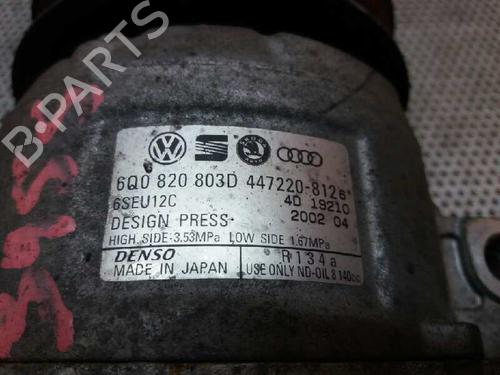 6Q0 820 803D 447220-8126
6SEU12C 4D 19210
DESIGN PRESS· 2002 04
HIGH SIDE·3.53MPa LOW SIDE 1.67MPa
DENSO R134a
MADE IN JAPAN USE ONLY ND-OIL 8 140cc